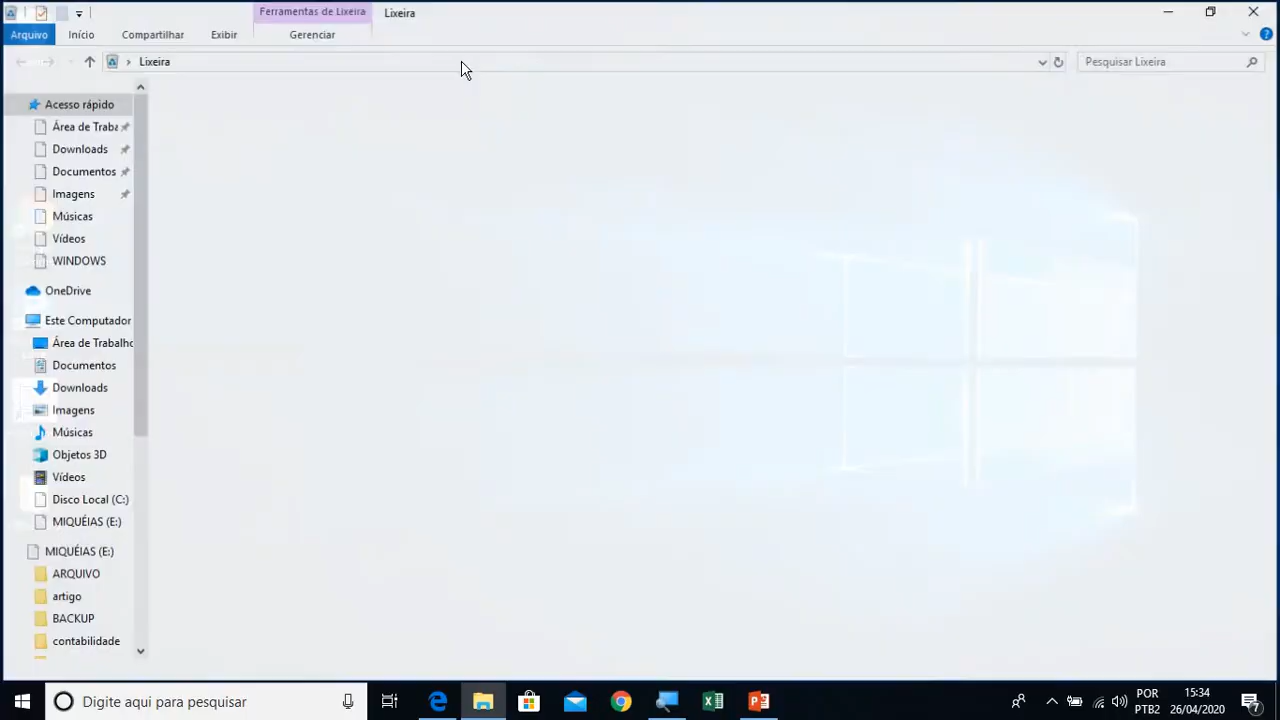 Ferramentas de Lixeira
Lixeira
Arquivo
Início
Compartilhar
Exibir
Gerenciar
Lixeira
Pesquisar Lixeira
Acesso rápido
Área de Traba
Downloads
Documentos
Imagens
Músicas
Vídeos
WINDOWS
OneDrive
Este Computador
Área de Trabalho
Documentos
Downloads
Imagens
Músicas
Objetos 3D
Vídeos
Disco Local (C:)
MIQUÉIAS (E:)
MIQUÉIAS (E:)
ARQUIVO
artigo
BACKUP
contabilidade
Digite aqui para pesquisar
POR
PTB2
15:34
26/04/2020
7